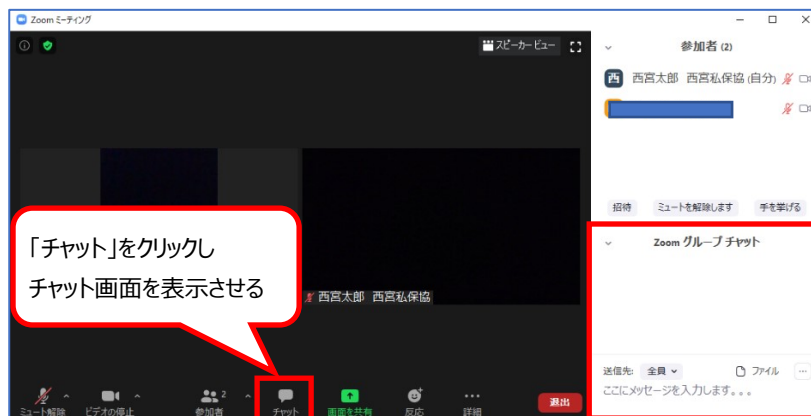 Zoom ミーティング
スピーカービュー
参加者 (2)
西 西宮太郎 西宮私保協 (自分)
招待 ミュートを解除します 手を挙げる
「チャット」をクリックし
チャット画面を表示させる
Zoom グループ チャット
西宮太郎 西宮私保協
送信先: 全員 ファイル ...
ここにメッセージを入力します。。。
2
ミュート解除 ビデオの停止 参加者 チャット 画面を共有 反応 詳細 退出